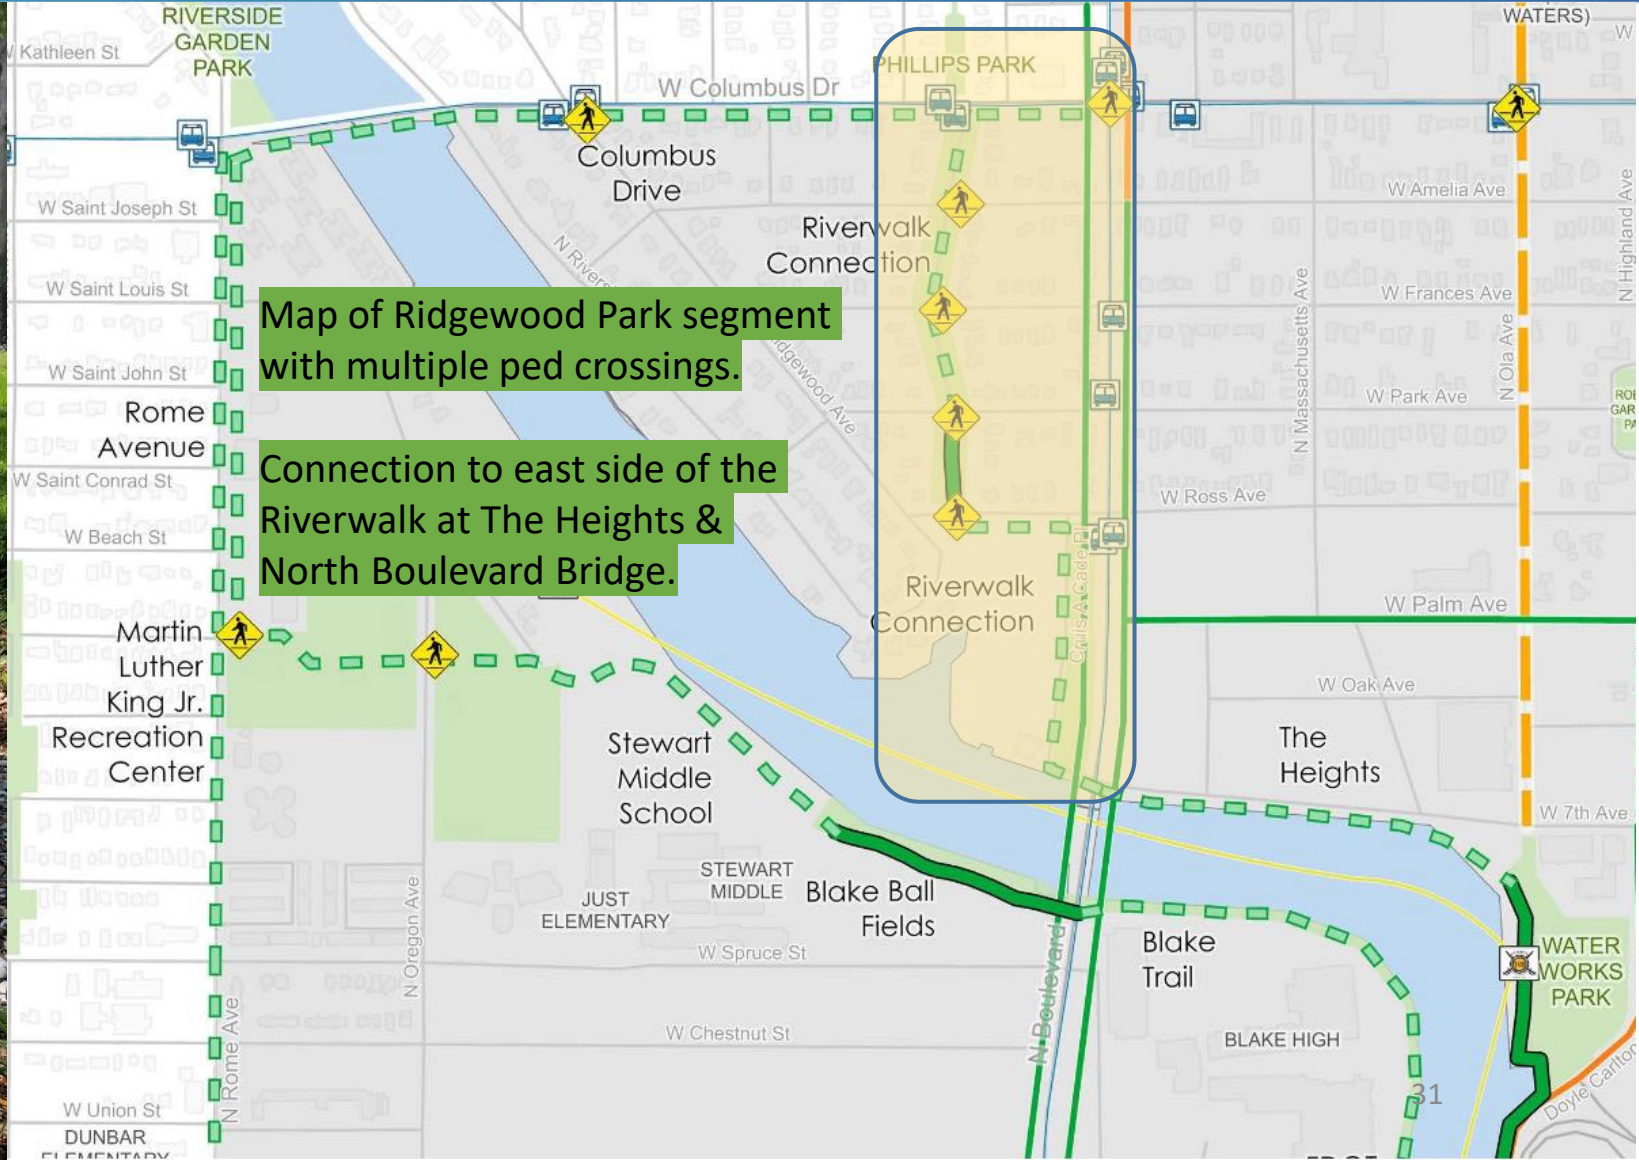 RIVERSIDE
GARDEN
PARK
WATERS)
W
Kathleen St
PHILLIPS PARK
W Columbus Dr
Columbus
Drive
W Amelia Ave
N Highland Ave
W Saint Joseph St
Riverwalk
Connection
W Saint Louis St
W Frances Ave
Map of Ridgewood Park segment
with multiple ped crossings.
N Massachusetts Ave
N Ola Ave
W Saint John St
W Park Ave
Rome
Avenue
Connection to east side of the
Riverwalk at The Heights &
North Boulevard Bridge.
W Saint Conrad St
W Ross Ave
W Beach St
Riverwalk
Connection
W Palm Ave
Martin
Luther
King Jr.
Recreation
Center
W Oak Ave
Stewart
Middle
School
The
Heights
W 7th Ave
STEWART
MIDDLE
JUST
ELEMENTARY
Blake Ball
Fields
N Oregon Ave
W Spruce St
N Boulevard
Blake
Trail
WATER
WORKS
PARK
W Chestnut St
BLAKE HIGH
N Rome Ave
31
Doyle Carlton
W Union St
DUNBAR